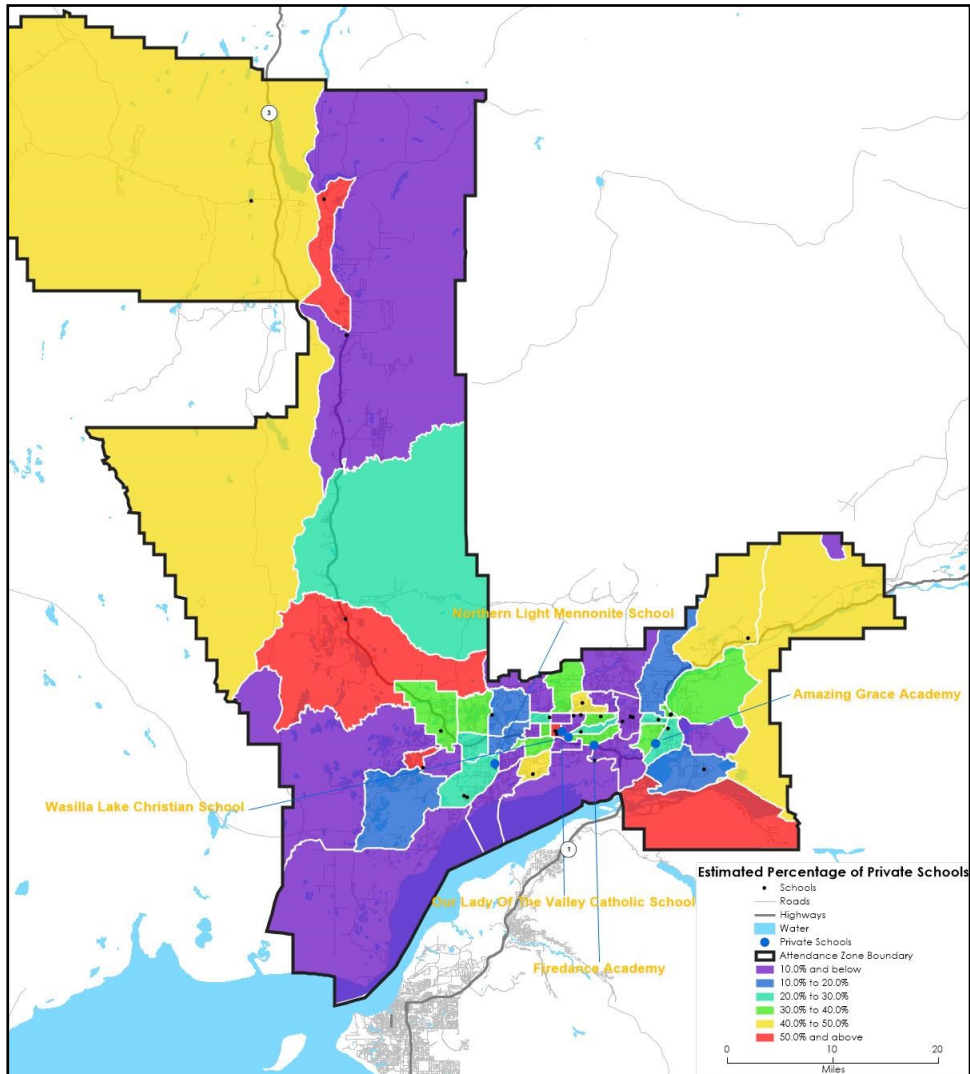 3
Northern Light Mennonite School
Amazing Grace Academy
Wasilla Lake Christian School
1
Our Lady Of The Valley Catholic School
Firedance Academy
Estimated Percentage of Private Schools
Schools
Roads
Highways
Water
Private Schools
Attendance Zone Boundary
10.0% and below
10.0% to 20.0%
20.0% to 30.0%
30.0% to 40.0%
40.0% to 50.0%
50.0% and above
0 10 20
Miles